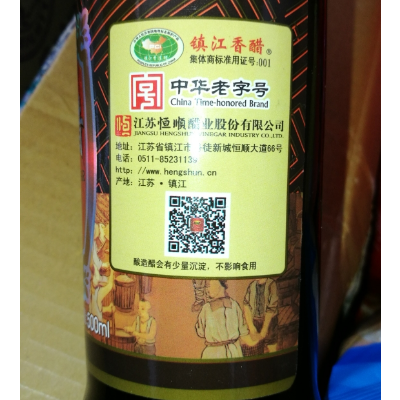 镇江香醋®
集体商标准用证号:001
中华老字号
China Time-honored Brand
恒 江苏恒顺醋业股份有限公司
JIANGSU HENGSHUN VINEGAR INDUSTRY CO.,LTD.
地址: 江苏省镇江市 徒新城恒顺大道66号
电话: 0511-85231139
http://www.hengshun.cn
产地: 江苏·镇江
酿造醋会有少量沉淀,不影响食用
500ml